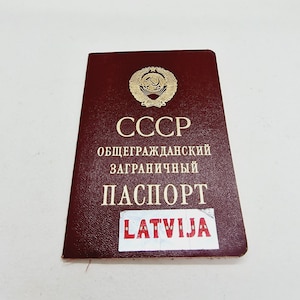 СССР
ОБЩЕГРАЖДАНСКИЙ
ЗАГРАНИЧНЫЙ
ПАСПОРТ
LATVIJA